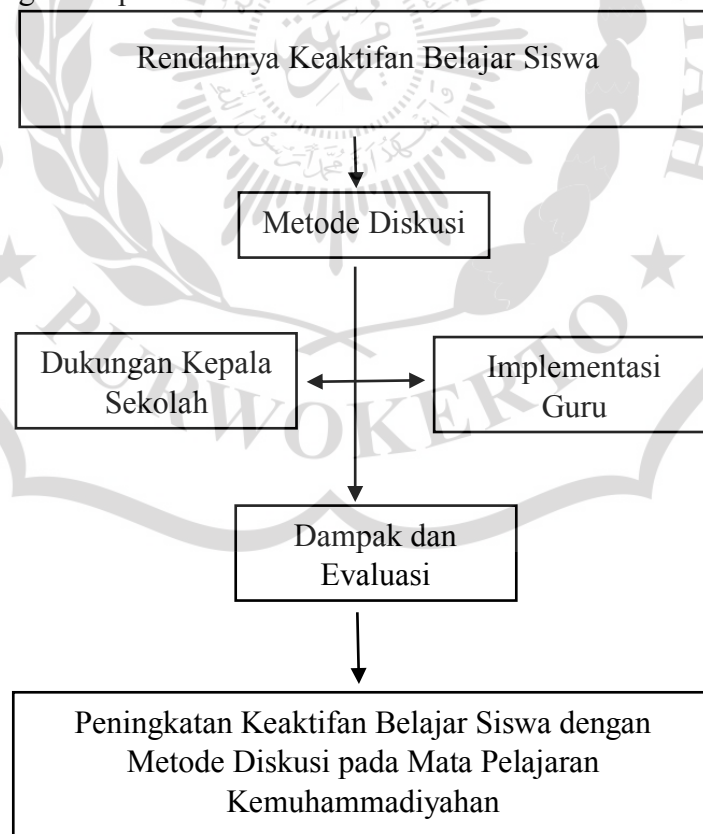 Rendahnya Keaktifan Belajar Siswa
Metode Diskusi
Dukungan Kepala
Sekolah
Implementasi
Guru
PURWOKERTO
Dampak dan
Evaluasi
Peningkatan Keaktifan Belajar Siswa dengan
Metode Diskusi pada Mata Pelajaran
Kemuhammadiyahan